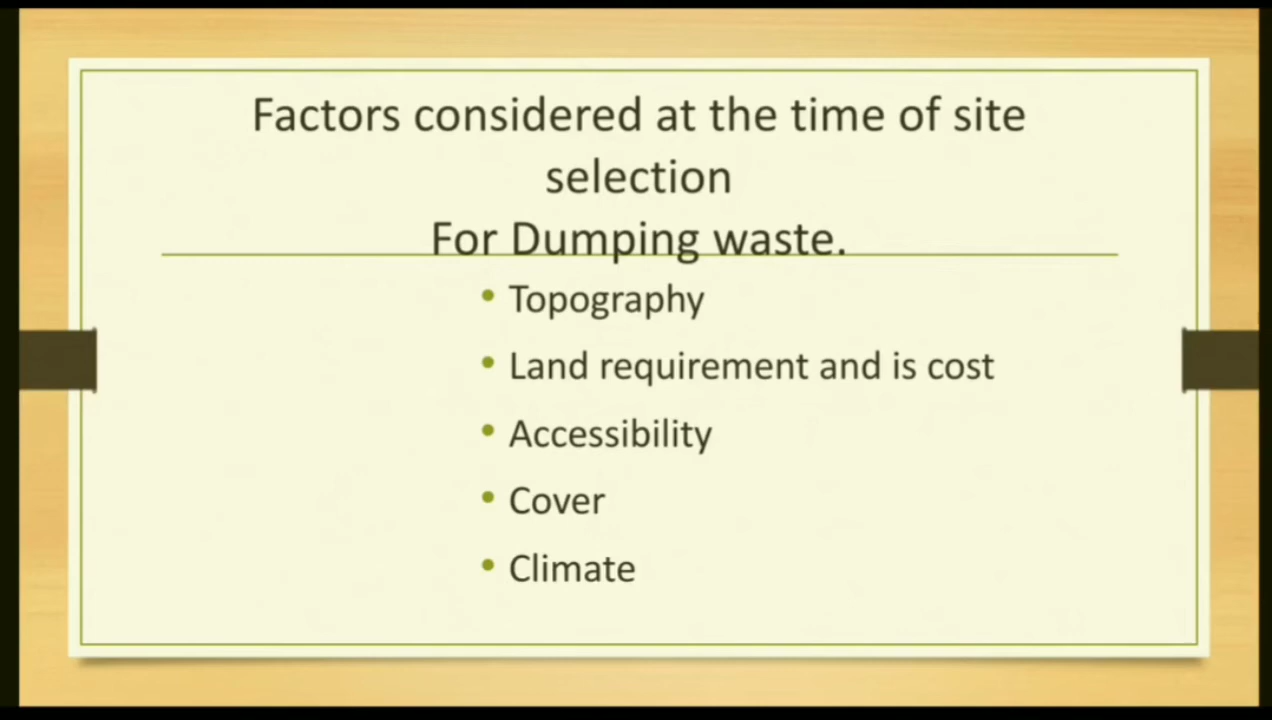 Factors considered at the time of site
selection
For Dumping waste.
• Topography
• Land requirement and is cost
• Accessibility
• Cover
• Climate